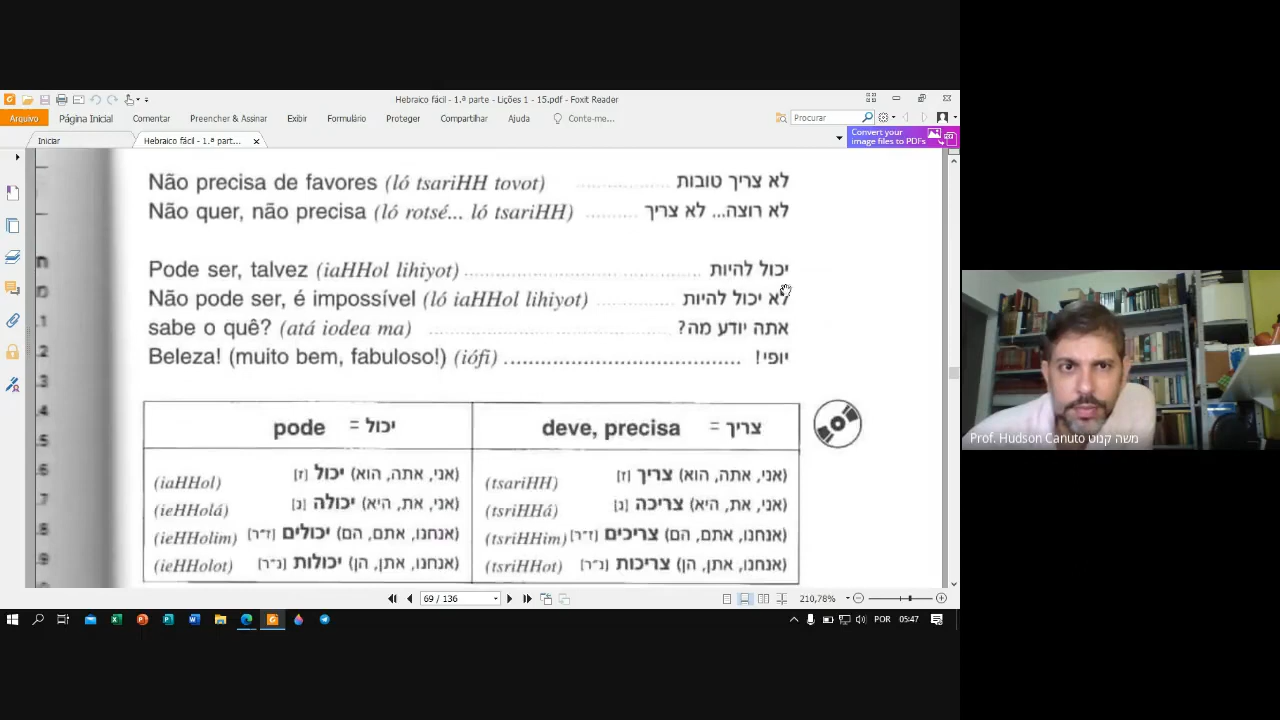 Hebraico fácil - 1.ª parte - Lições 1 - 15.pdf - Foxit Reader
Arquivo Página Inicial Comentar Preencher & Assinar Exibir Formulário Proteger Compartilhar Ajuda Conte-me... Procurar
Iniciar Hebraico fácil - 1.ª part... Convert your image files to PDFs
Não precisa de favores (ló tsariHH tovot) ............... לא צריך טובות
Não quer, não precisa (ló rotsé... ló tsariHH) .......... לא רוצה... לא צריך
Pode ser, talvez (iaHHol lihiyot) ........................................ יכול להיות
Não pode ser, é impossível (ló iaHHol lihiyot) ............... לא יכול להיות
sabe o quê? (atá iodea ma) ........................................ אתה יודע מה?
Beleza! (muito bem, fabuloso!) (iófi) ........................................ יופי!
pode = יכול
deve, precisa = צריך
(iaHHol) (אני, אתה, הוא) יכול [ז]
(ieHHolá) (אני, את, היא) יכולה [נ]
(ieHHolim) (אנחנו, אתם, הם) יכולים [ז״ר]
(ieHHolot) (אנחנו, אתן, הן) יכולות [נ״ר]
(tsariHH) (אני, אתה, הוא) צריך [ז]
(tsriHHá) (אני, את, היא) צריכה [נ]
(tsriHHim) (אנחנו, אתם, הם) צריכים [ז״ר]
(tsriHHot) (אנחנו, אתן, הן) צריכות [נ״ר]
Prof. Hudson Canuto משה קנוט
69 / 136 210,78%
POR 05:47